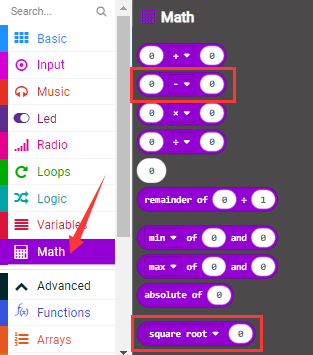 Search...
Basic
Input
Music
Led
Radio
Loops
Logic
Variables
Math
Advanced
Functions
Arrays
Math
0 + 0
0 - 0
0 × 0
0 ÷ 0
0
remainder of 0 ÷ 1
min of 0 and 0
max of 0 and 0
absolute of 0
square root 0